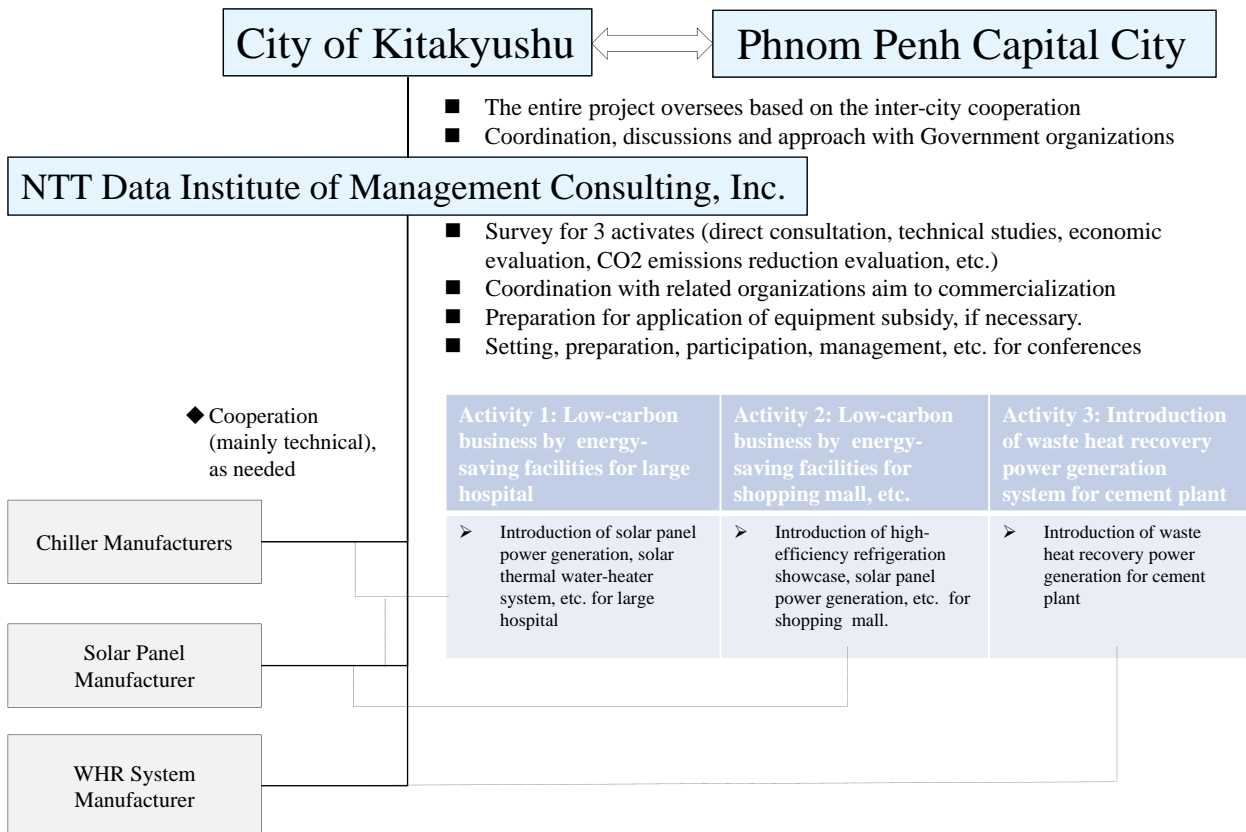 City of Kitakyushu
Phnom Penh Capital City
■ The entire project oversees based on the inter-city cooperation
■ Coordination, discussions and approach with Government organizations
NTT Data Institute of Management Consulting, Inc.
■ Survey for 3 activates (direct consultation, technical studies, economic
evaluation, CO2 emissions reduction evaluation, etc.)
■ Coordination with related organizations aim to commercialization
■ Preparation for application of equipment subsidy, if necessary.
■ Setting, preparation, participation, management, etc. for conferences
◆ Cooperation
(mainly technical),
as needed
Activity 1: Low-carbon
business by energy-
saving facilities for large
hospital
Activity 2: Low-carbon
business by energy-
saving facilities for
shopping mall, etc.
Activity 3: Introduction
of waste heat recovery
power generation
system for cement plant
➢ Introduction of solar panel
power generation, solar
thermal water-heater
system, etc. for large
hospital
➢ Introduction of high-
efficiency refrigeration
showcase, solar panel
power generation, etc. for
shopping mall.
➢ Introduction of waste
heat recovery power
generation for cement
plant
Chiller Manufacturers
Solar Panel
Manufacturer
WHR System
Manufacturer